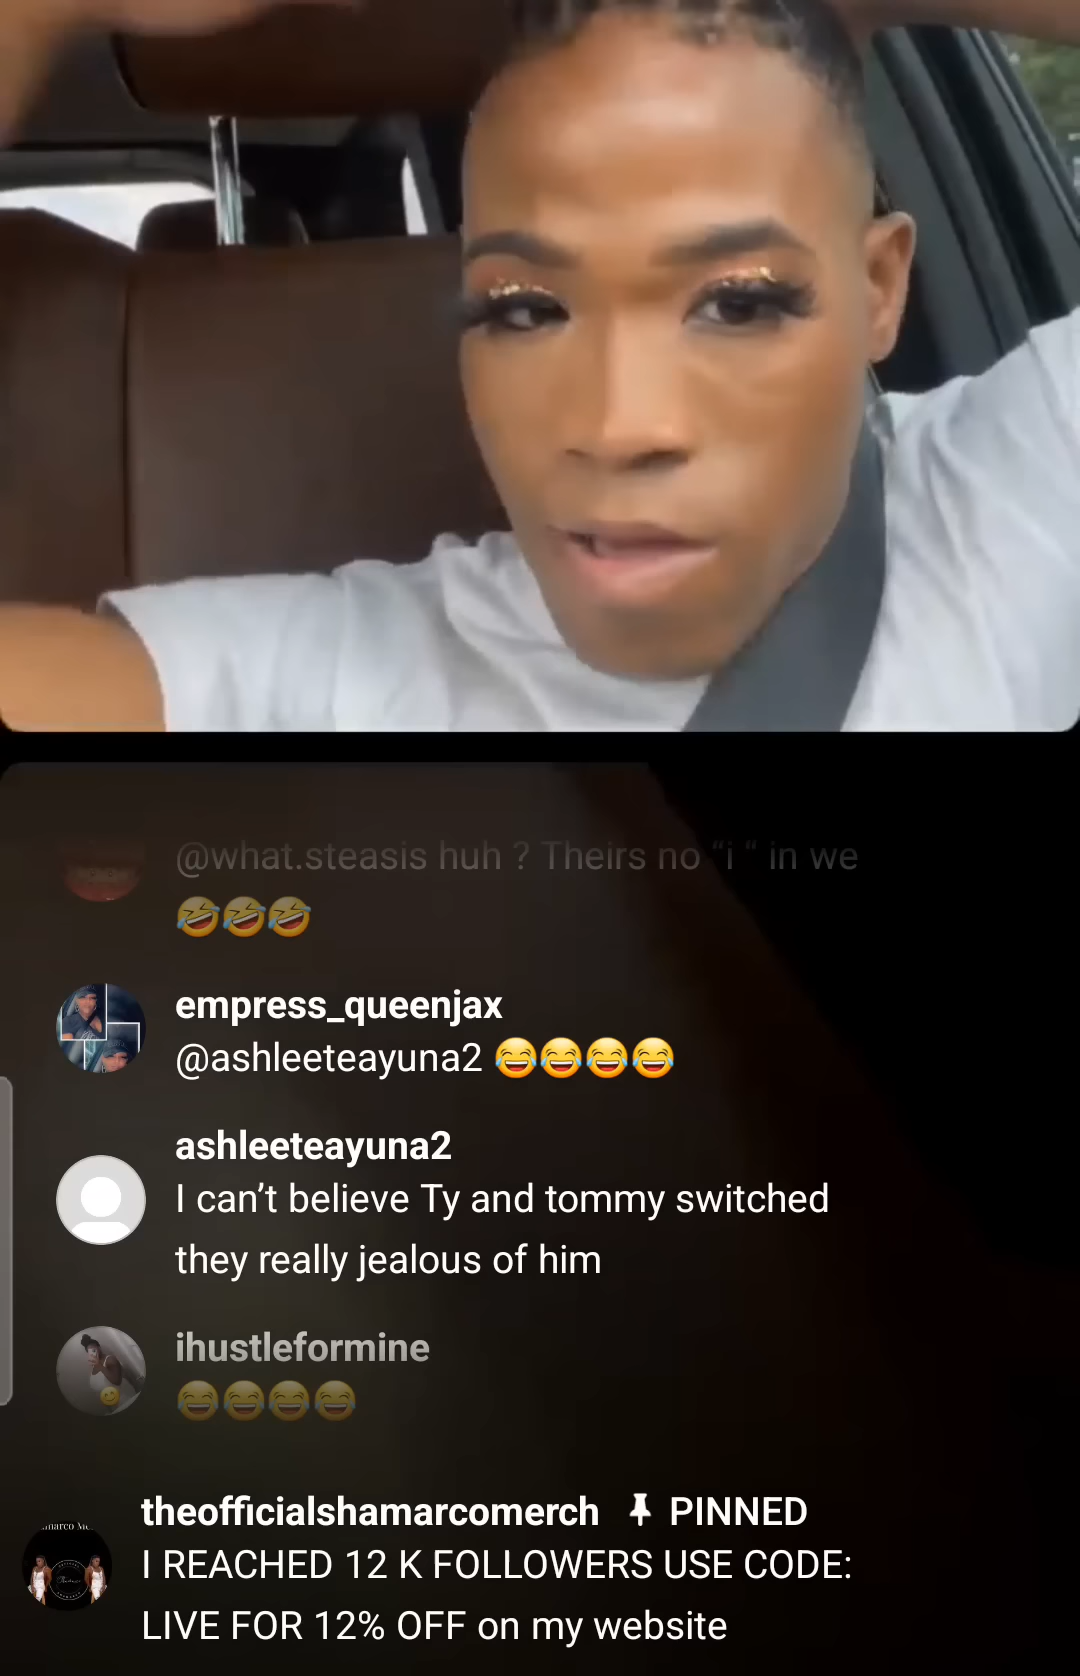 @what.steasis huh ? Theirs no “i “ in we
🤣🤣🤣
empress_queenjax
@ashleeteayuna2 😂😂😂😂
ashleeteayuna2
I can’t believe Ty and tommy switched
they really jealous of him
ihustleformine
😂😂😂😂
theofficialshamarcomerch 📌 PINNED
I REACHED 12 K FOLLOWERS USE CODE:
LIVE FOR 12% OFF on my website